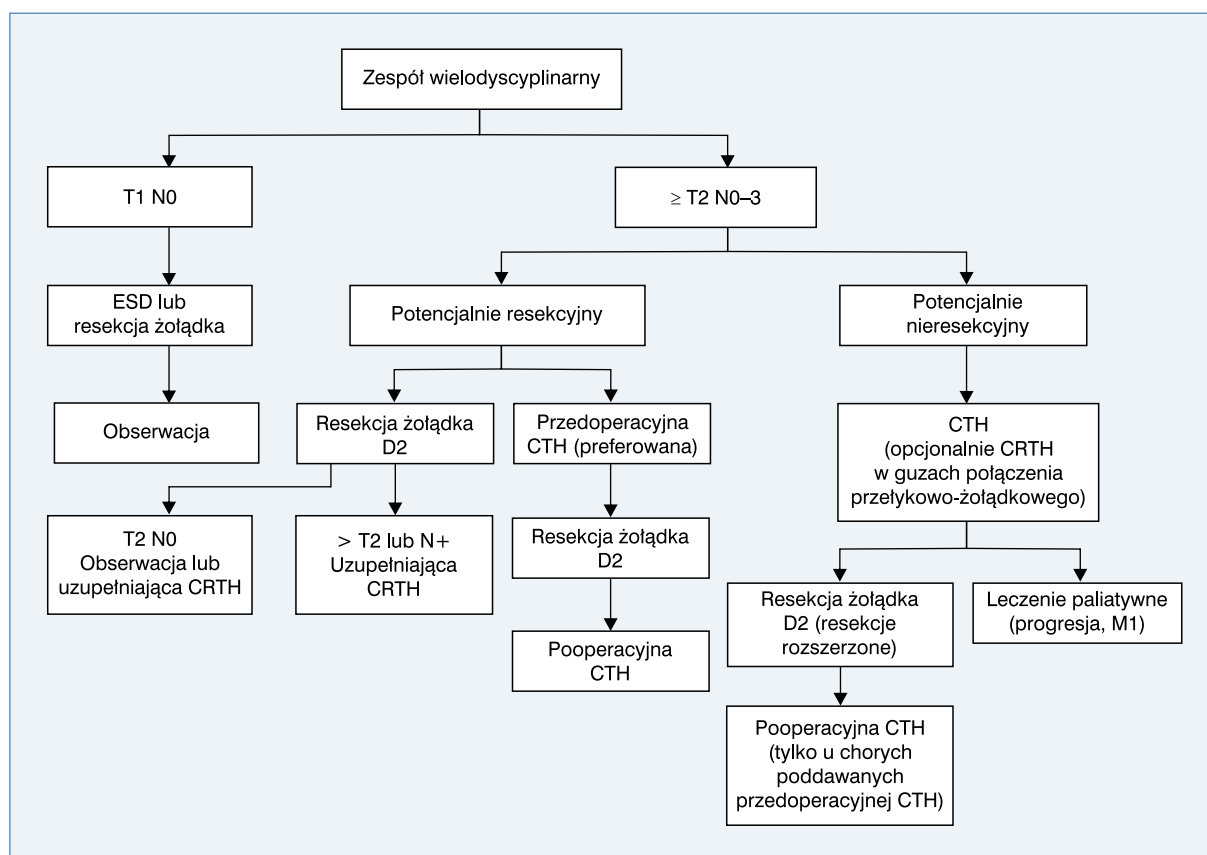 Zespół wielodyscyplinarny
T1 N0
≥ T2 N0–3
ESD lub
resekcja żołądka
Potencjalnie resekcyjny
Potencjalnie
nieresekcyjny
Obserwacja
Resekcja żołądka
D2
Przedoperacyjna
CTH (preferowana)
CTH
(opcjonalnie CRTH
w guzach połączenia
przełykowo-żołądkowego)
T2 N0
Obserwacja lub
uzupełniająca CRTH
> T2 lub N+
Uzupełniająca
CRTH
Resekcja żołądka
D2
Resekcja żołądka
D2 (resekcje
rozszerzone)
Leczenie paliatywne
(progresja, M1)
Pooperacyjna
CTH
Pooperacyjna CTH
(tylko u chorych
poddawanych
przedoperacyjnej CTH)